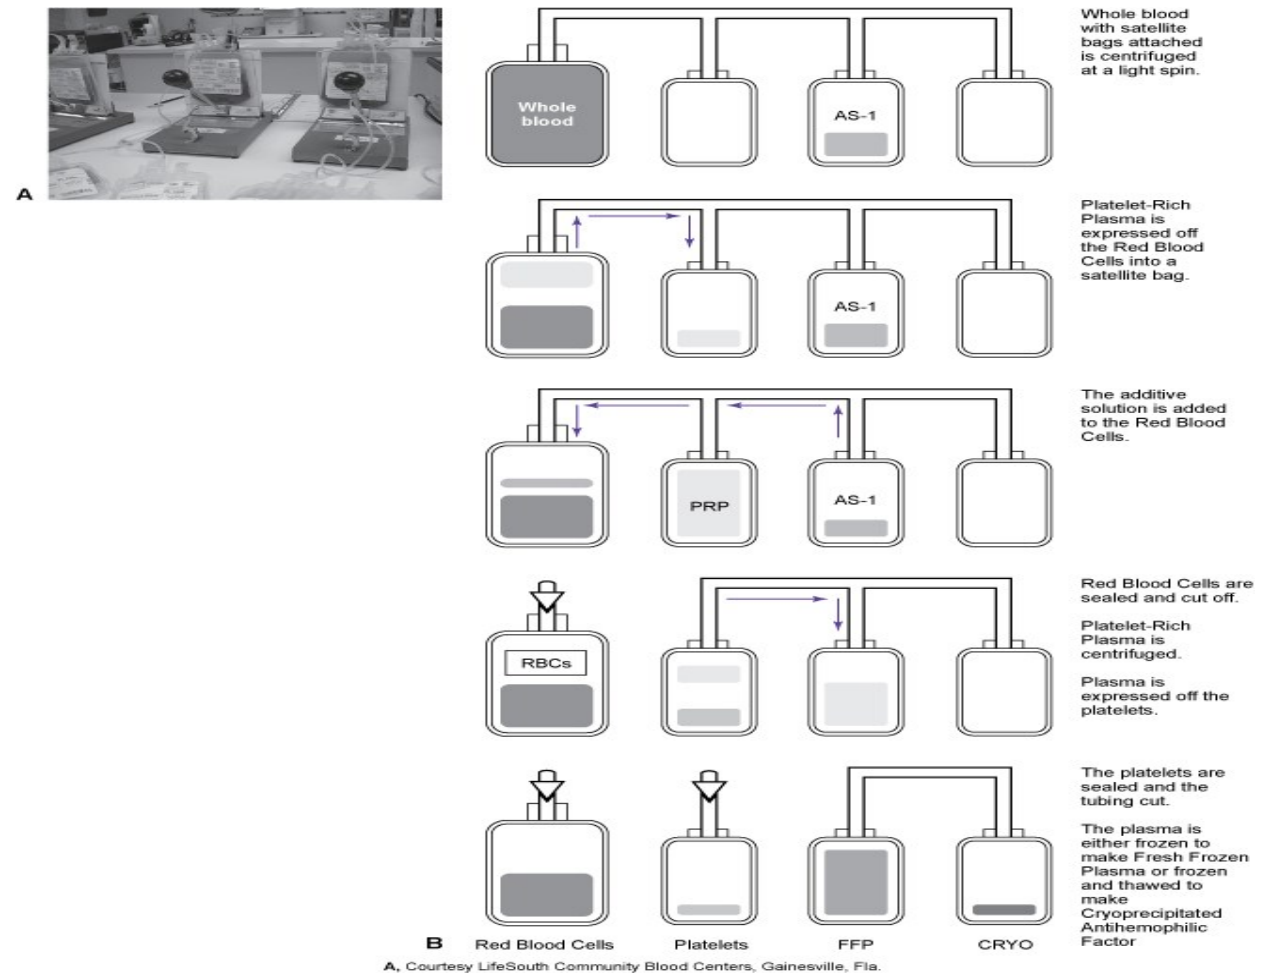 Whole blood
with satellite
bags attached
is centrifuged
at a light spin.
Whole
blood
AS-1
A
Platelet-Rich
Plasma is
expressed off
the Red Blood
Cells into a
satellite bag.
AS-1
The additive
solution is added
to the Red Blood
Cells.
PRP
AS-1
Red Blood Cells are
sealed and cut off.
Platelet-Rich
Plasma is
centrifuged.
Plasma is
expressed off the
platelets.
RBCs
The platelets are
sealed and the
tubing cut.
The plasma is
either frozen to
make Fresh Frozen
Plasma or frozen
and thawed to
make
Cryoprecipitated
Antihemophilic
Factor
B
Red Blood Cells
Platelets
FFP
CRYO
A, Courtesy LifeSouth Community Blood Centers, Gainesville, Fla.